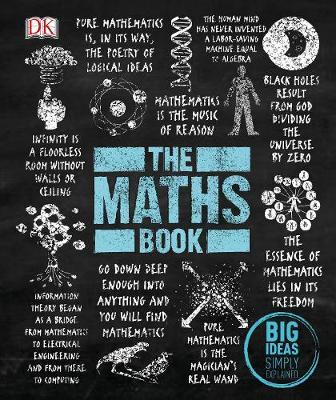 DK
PURE MATHEMATICS
IS, IN ITS WAY,
THE POETRY OF
LOGICAL IDEAS
THE HUMAN MIND
HAS NEVER INVENTED
A LABOR-SAVING
MACHINE EQUAL
TO ALGEBRA
MATHEMATICS
IS THE MUSIC
OF REASON
BLACK HOLES
RESULT
FROM GOD
DIVIDING
THE
UNIVERSE
BY ZERO
INFINITY IS
A FLOORLESS
ROOM WITHOUT
WALLS OR
CEILING
THE
MATHS
BOOK
THE
ESSENCE OF
MATHEMATICS
LIES IN ITS
FREEDOM
GO DOWN DEEP
ENOUGH INTO
ANYTHING AND
YOU WILL FIND
MATHEMATICS
INFORMATION
THEORY BEGAN
AS A BRIDGE
FROM MATHEMATICS
TO ELECTRICAL
ENGINEERING
AND FROM THERE
TO COMPUTING
PURE
MATHEMATICS
IS THE
MAGICIAN'S
REAL WAND
BIG
IDEAS
SIMPLY
EXPLAINED